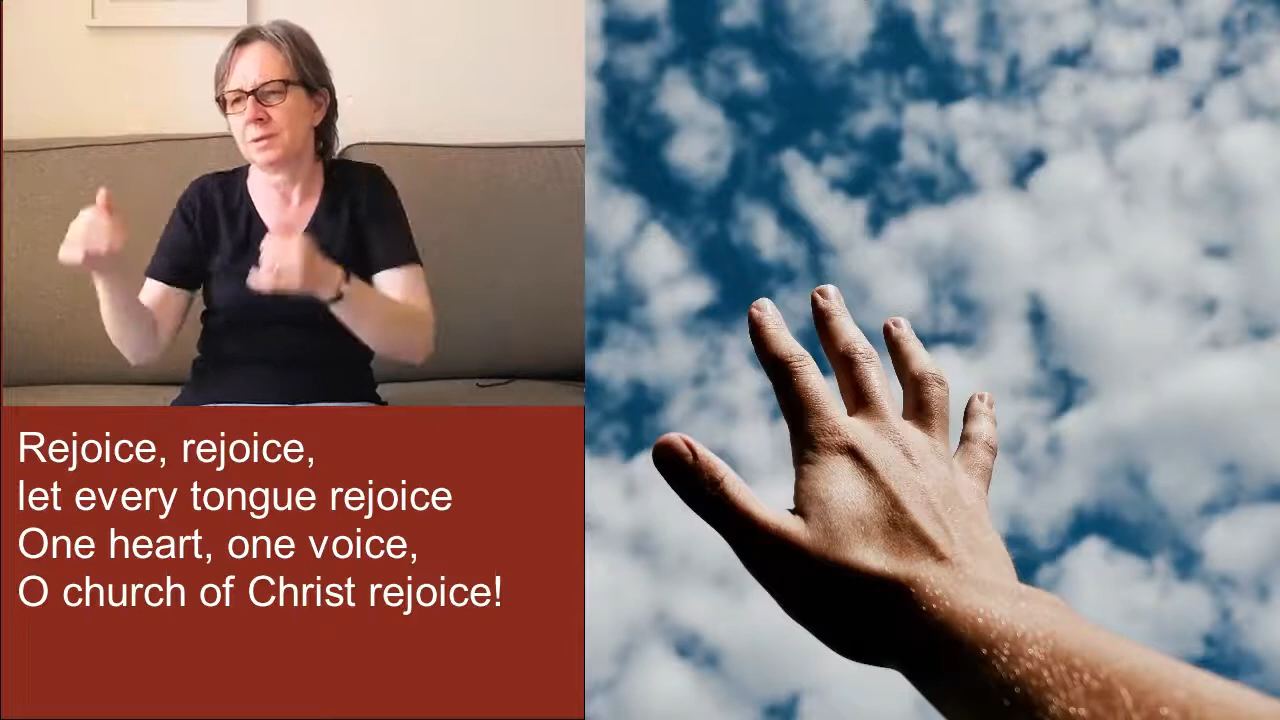 Rejoice, rejoice,
let every tongue rejoice
One heart, one voice,
O church of Christ rejoice!